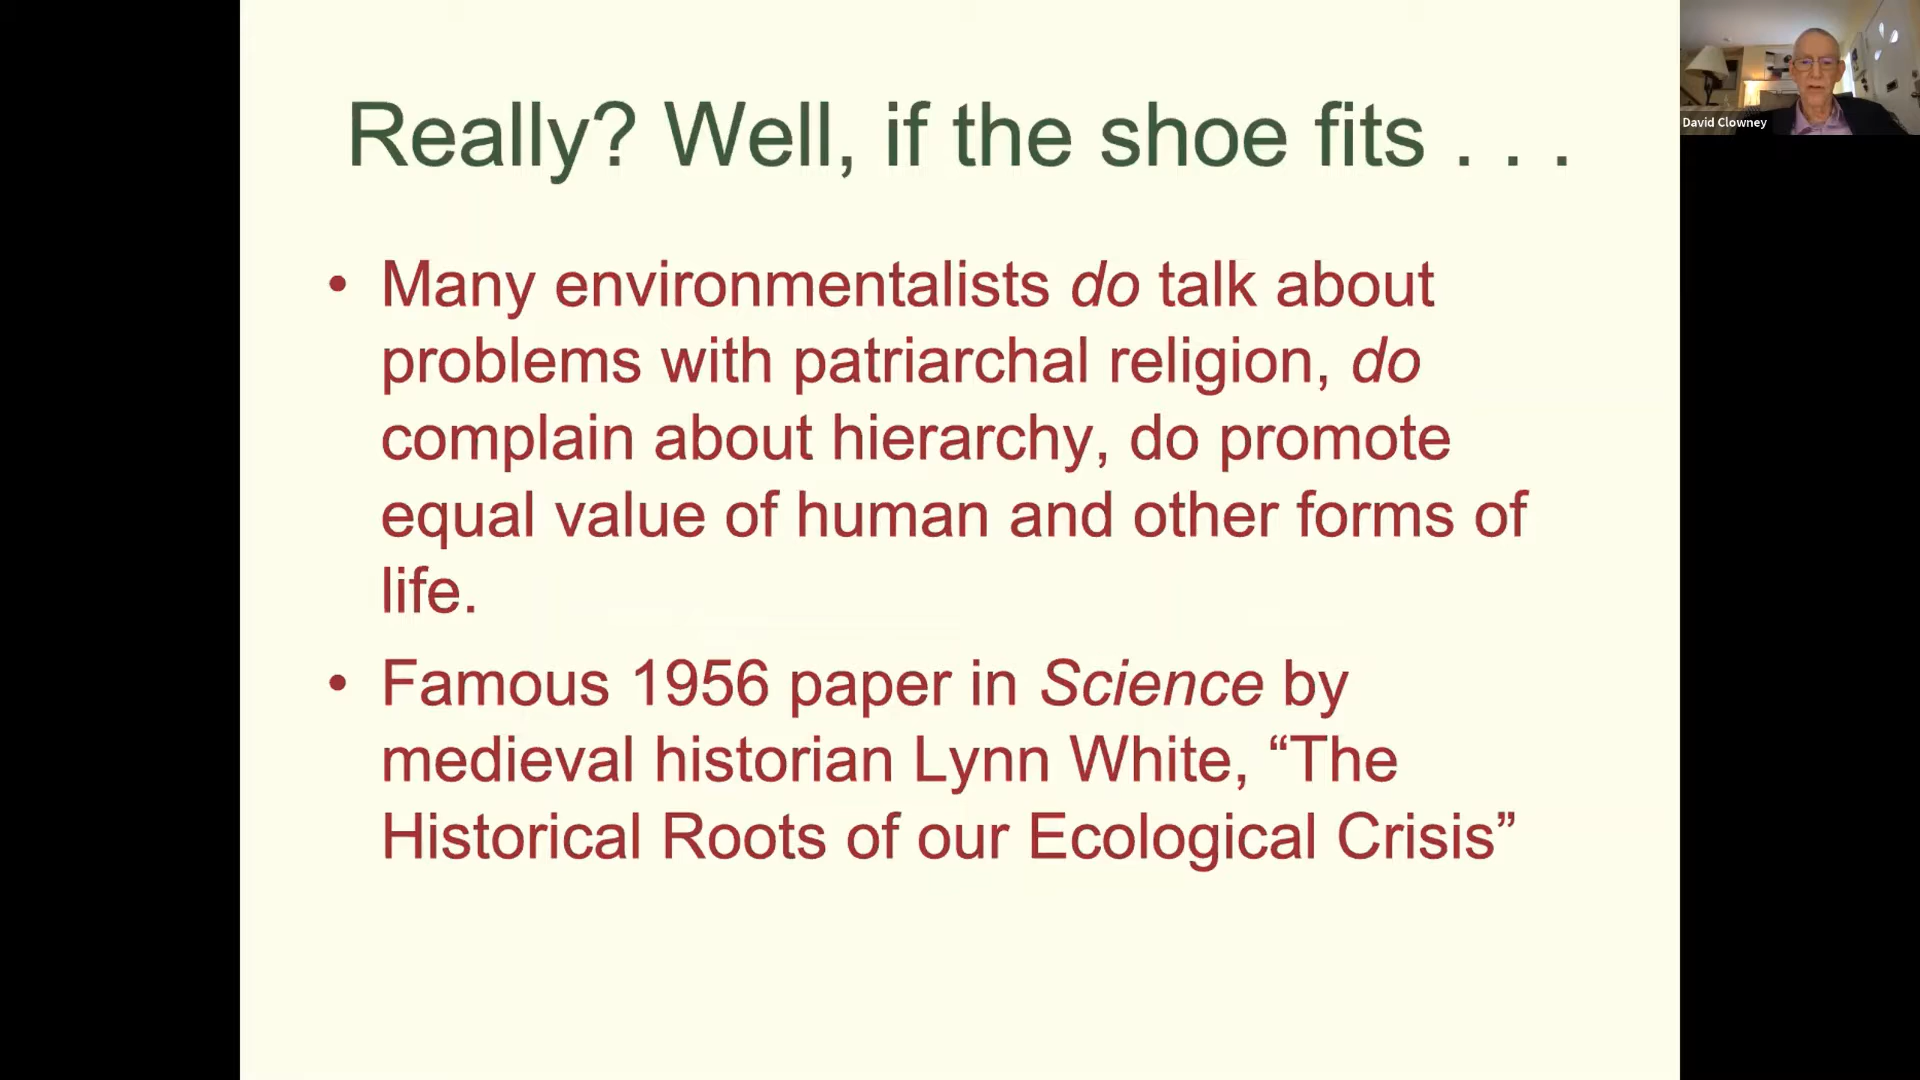 Really? Well, if the shoe fits . . .
• Many environmentalists do talk about
problems with patriarchal religion, do
complain about hierarchy, do promote
equal value of human and other forms of
life.
• Famous 1956 paper in Science by
medieval historian Lynn White, “The
Historical Roots of our Ecological Crisis”
David Clowney